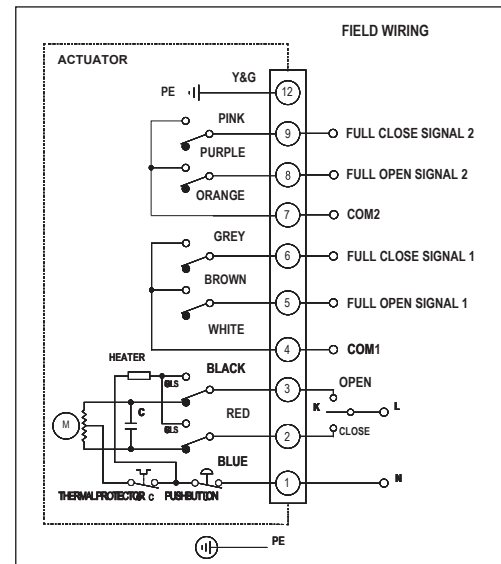 FIELD WIRING
ACTUATOR
Y&G
PE
12
PINK
9 FULL CLOSE SIGNAL 2
PURPLE
8 FULL OPEN SIGNAL 2
ORANGE
7 COM2
GREY
6 FULL CLOSE SIGNAL 1
BROWN
5 FULL OPEN SIGNAL 1
WHITE
4 COM1
HEATER
BLACK
3 OPEN
C
K L
RED
2 CLOSE
M
BLUE
1 N
THERMALPROTECTOR C PUSHBUTTON
PE